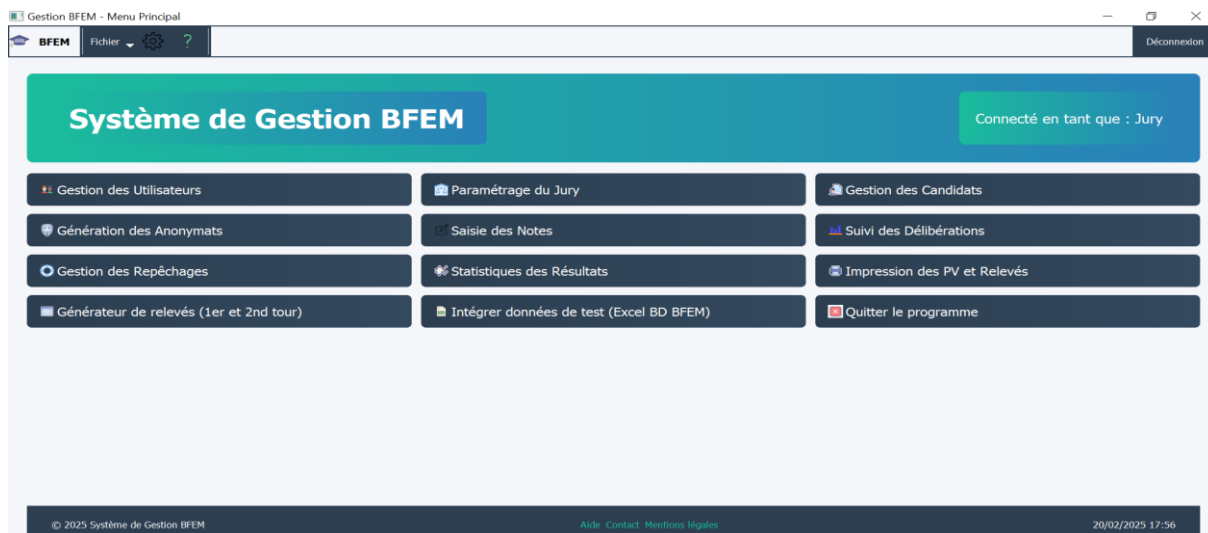 Gestion BFEM - Menu Principal
BFEM Fichier ? Déconnexion
Système de Gestion BFEM
Connecté en tant que : Jury
Gestion des Utilisateurs
Paramétrage du Jury
Gestion des Candidats
Génération des Anonymats
Saisie des Notes
Suivi des Délibérations
Gestion des Repêchages
Statistiques des Résultats
Impression des PV et Relevés
Générateur de relevés (1er et 2nd tour)
Intégrer données de test (Excel BD BFEM)
Quitter le programme
© 2025 Système de Gestion BFEM
Aide Contact Mentions légales
20/02/2025 17:56